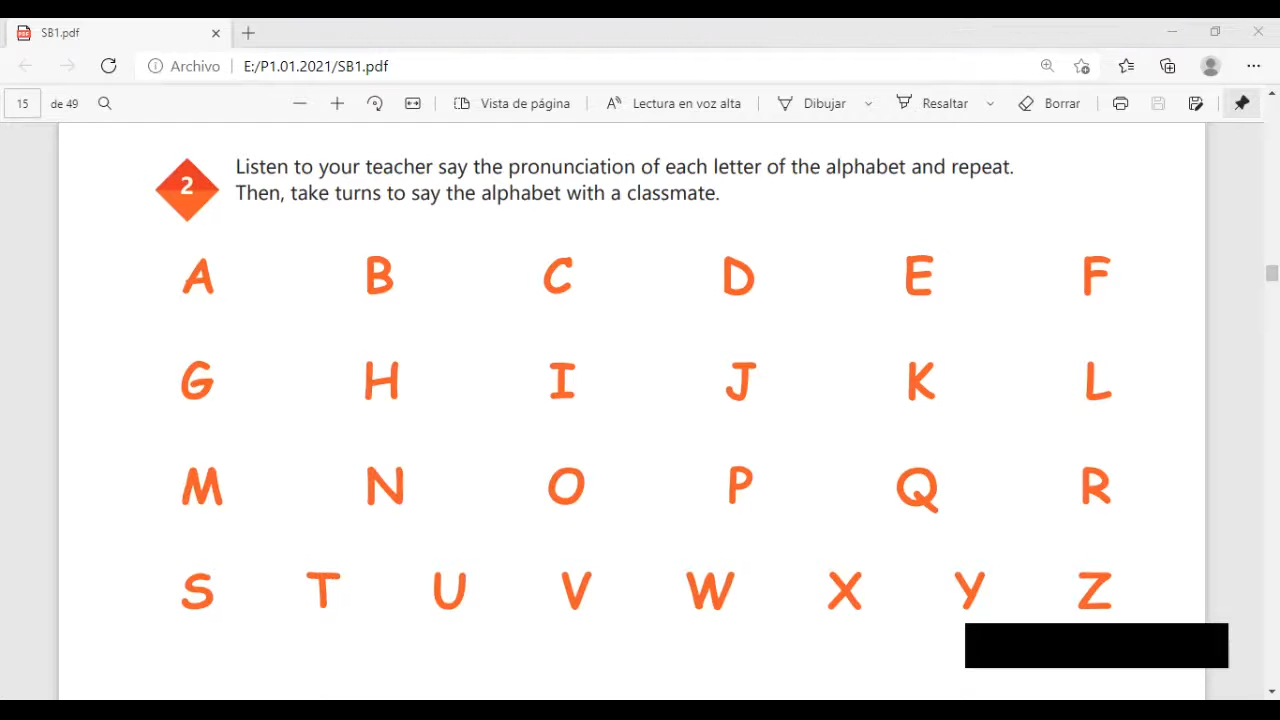 SB1.pdf
Archivo E:/P1.01.2021/SB1.pdf
15 de 49 Vista de página Lectura en voz alta Dibujar Resaltar Borrar
2
Listen to your teacher say the pronunciation of each letter of the alphabet and repeat.
Then, take turns to say the alphabet with a classmate.
A B C D E F
G H I J K L
M N O P Q R
S T U V W X Y Z